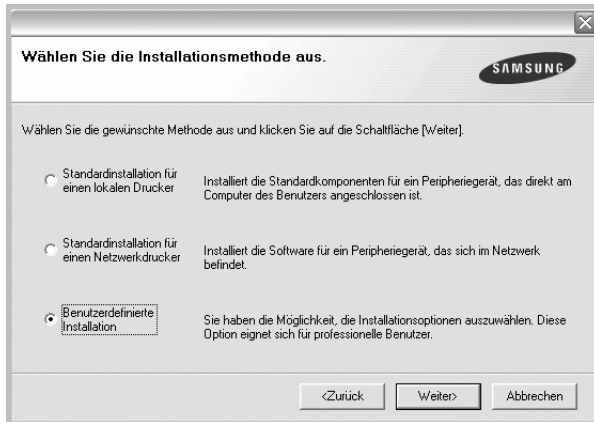 Wählen Sie die Installationsmethode aus.
SAMSUNG
Wählen Sie die gewünschte Methode aus und klicken Sie auf die Schaltfläche [Weiter].
Standardinstallation für
einen lokalen Drucker
Installiert die Standardkomponenten für ein Peripheriegerät, das direkt am
Computer des Benutzers angeschlossen ist.
Standardinstallation für
einen Netzwerkdrucker
Installiert die Software für ein Peripheriegerät, das sich im Netzwerk
befindet.
Benutzerdefinierte
Installation
Sie haben die Möglichkeit, die Installationsoptionen auszuwählen. Diese
Option eignet sich für professionelle Benutzer.
<Zurück
Weiter>
Abbrechen